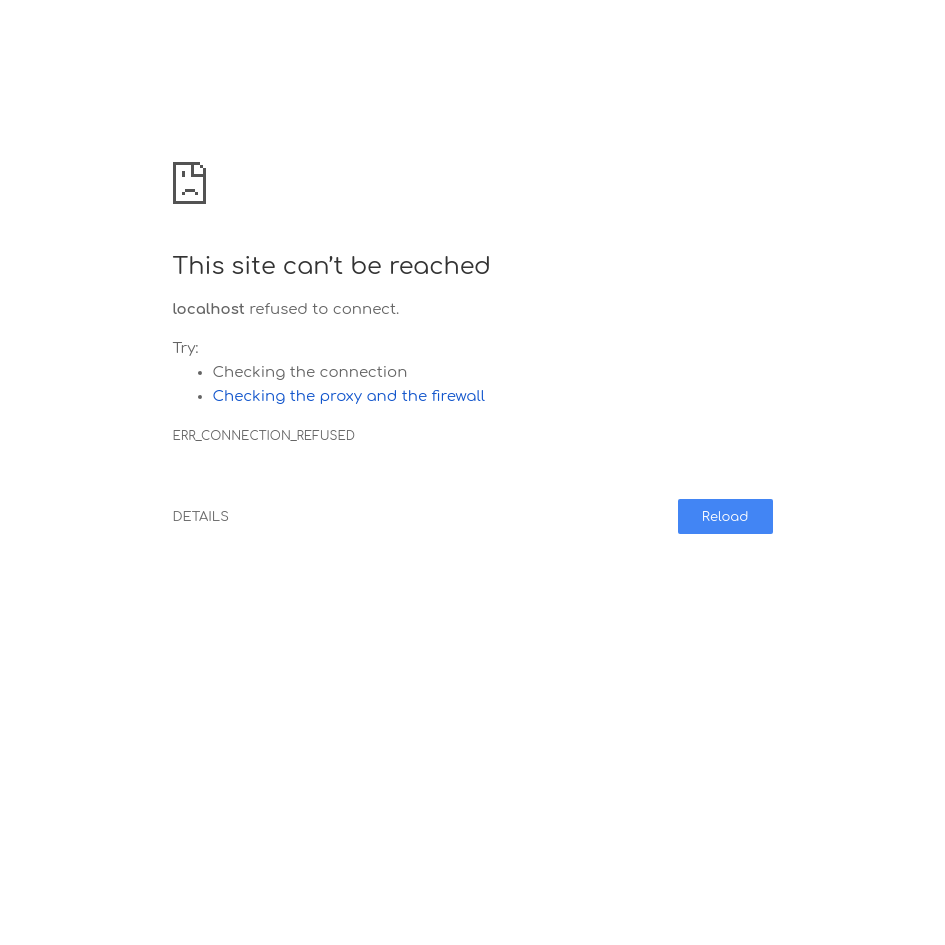 This site can’t be reached
localhost refused to connect.
Try:
Checking the connection
Checking the proxy and the firewall
ERR_CONNECTION_REFUSED
DETAILS
Reload